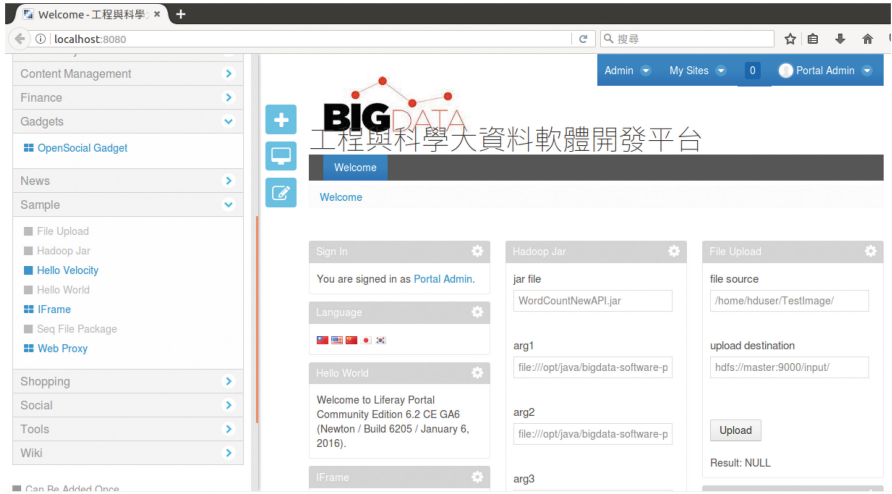 Welcome - 工程與科學
localhost:8080
搜尋
Content Management
Finance
Gadgets
OpenSocial Gadget
News
Sample
File Upload
Hadoop Jar
Hello Velocity
Hello World
IFrame
Seq File Package
Web Proxy
Shopping
Social
Tools
Wiki
Can Be Added Once
Admin
My Sites
0
Portal Admin
BIGDATA
工程與科學大資料軟體開發平台
Welcome
Welcome
Sign In
You are signed in as Portal Admin.
Language
Hello World
Welcome to Liferay Portal
Community Edition 6.2 CE GA6
(Newton / Build 6205 / January 6,
2016).
IFrame
Hadoop Jar
jar file
WordCountNewAPI.jar
arg1
file:///opt/java/bigdata-software-p
arg2
file:///opt/java/bigdata-software-p
arg3
File Upload
file source
/home/hduser/TestImage/
upload destination
hdfs://master:9000/input/
Upload
Result: NULL